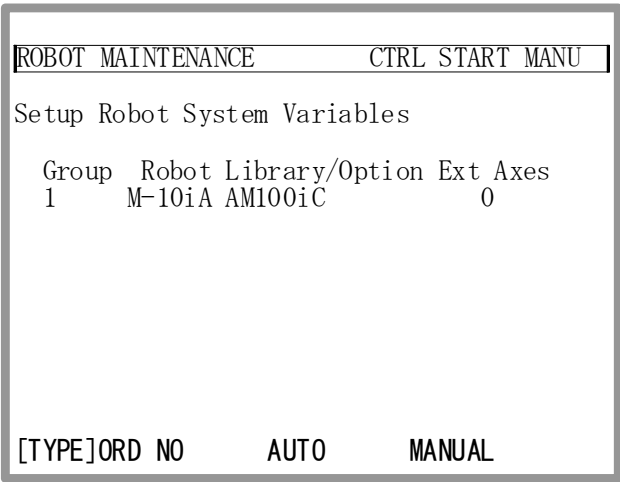 ROBOT MAINTENANCE CTRL START MANU
Setup Robot System Variables
Group Robot Library/Option Ext Axes
1 M-10iA AM100iC 0
[TYPE]ORD NO AUTO MANUAL